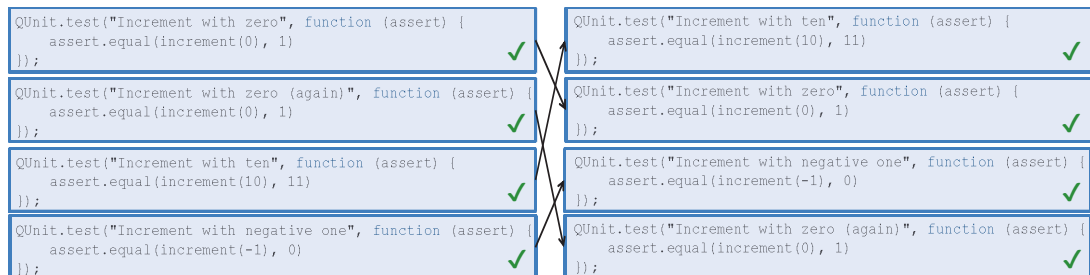 QUnit.test("Increment with zero", function (assert) {
    assert.equal(increment(0), 1)
});
QUnit.test("Increment with zero (again)", function (assert) {
    assert.equal(increment(0), 1)
});
QUnit.test("Increment with ten", function (assert) {
    assert.equal(increment(10), 11)
});
QUnit.test("Increment with negative one", function (assert) {
    assert.equal(increment(-1), 0)
});
QUnit.test("Increment with ten", function (assert) {
    assert.equal(increment(10), 11)
});
QUnit.test("Increment with zero", function (assert) {
    assert.equal(increment(0), 1)
});
QUnit.test("Increment with negative one", function (assert) {
    assert.equal(increment(-1), 0)
});
QUnit.test("Increment with zero (again)", function (assert) {
    assert.equal(increment(0), 1)
});